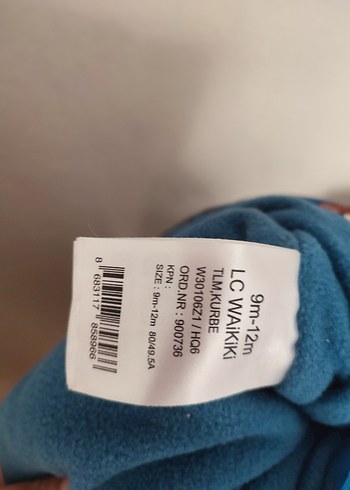 9m-12m
LC WAiKiKi
TLM,KURBE
W30106Z1 / HQ6
ORD.NR : 900736
KPN :
SIZE : 9m-12m 80/49.5A
8 683117 858966